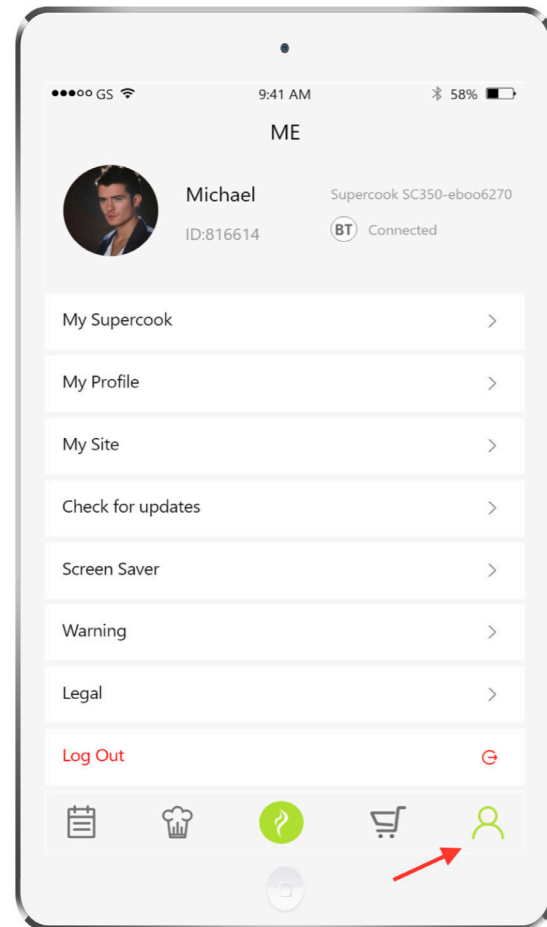 ●●●○○ GS 9:41 AM 58%
ME
Michael Supercook SC350-eboo6270
ID:816614 BT Connected
My Supercook
My Profile
My Site
Check for updates
Screen Saver
Warning
Legal
Log Out